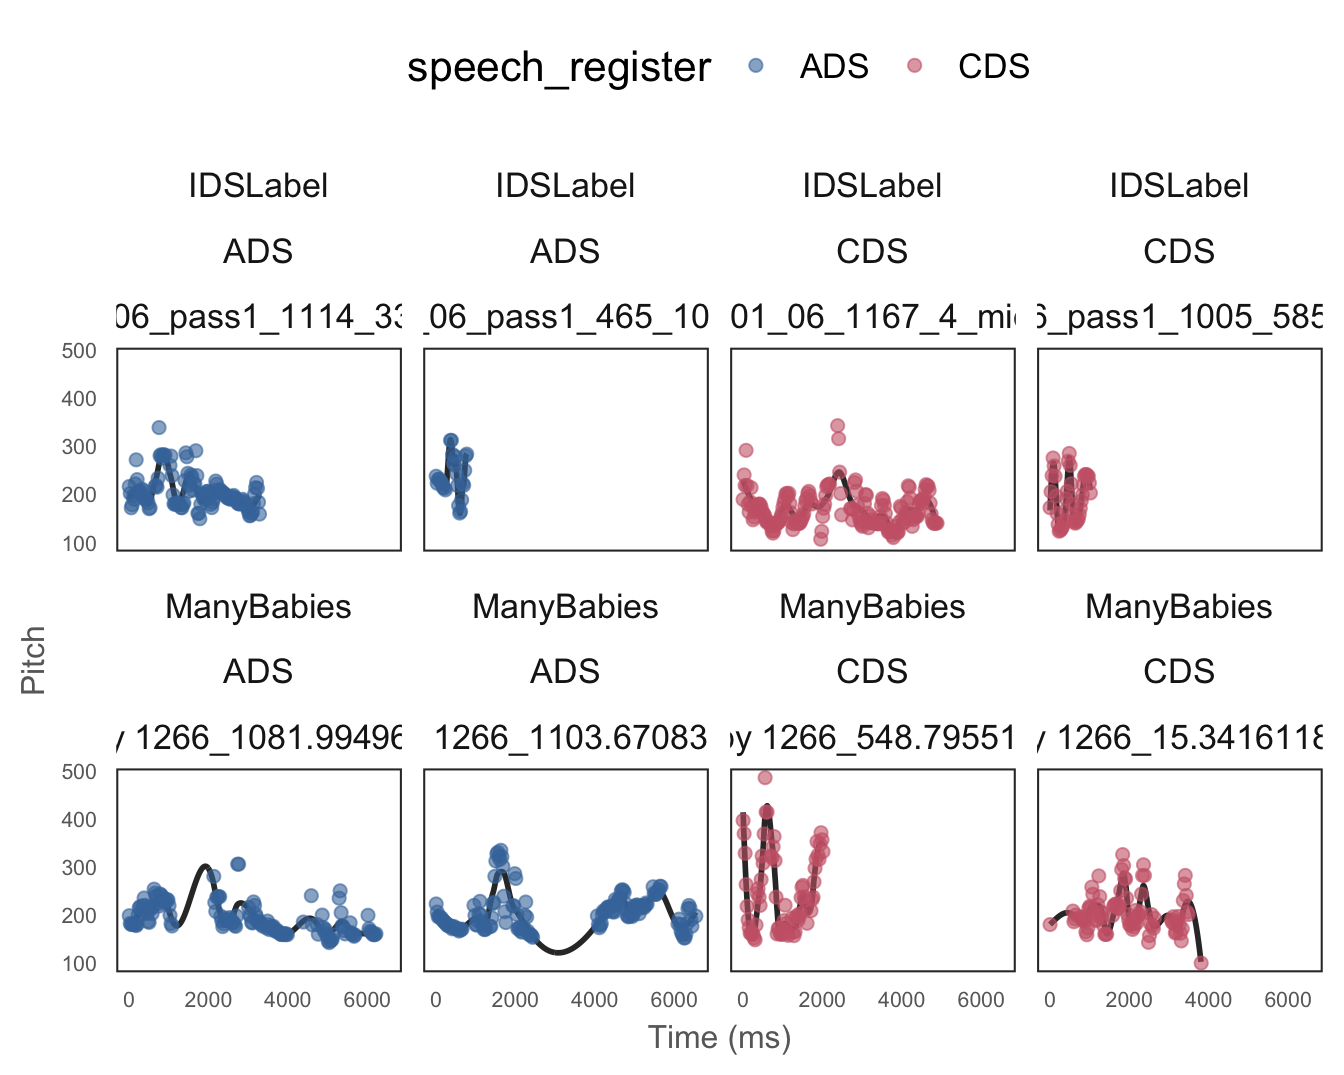 speech_register ADS CDS
IDSLabel IDSLabel IDSLabel IDSLabel
ADS ADS CDS CDS
06_pass1_1114_33 _06_pass1_465_10 01_06_1167_4_mi 6_pass1_1005_585
500
400
300
200
100
ManyBabies ManyBabies ManyBabies ManyBabies
ADS ADS CDS CDS
y 1266_1081.99496 1266_1103.67083 by 1266_548.79551 y 1266_15.3416118
500
400
300
200
100
Pitch
0 2000 4000 6000 0 2000 4000 6000 0 2000 4000 6000 0 2000 4000 6000
Time (ms)